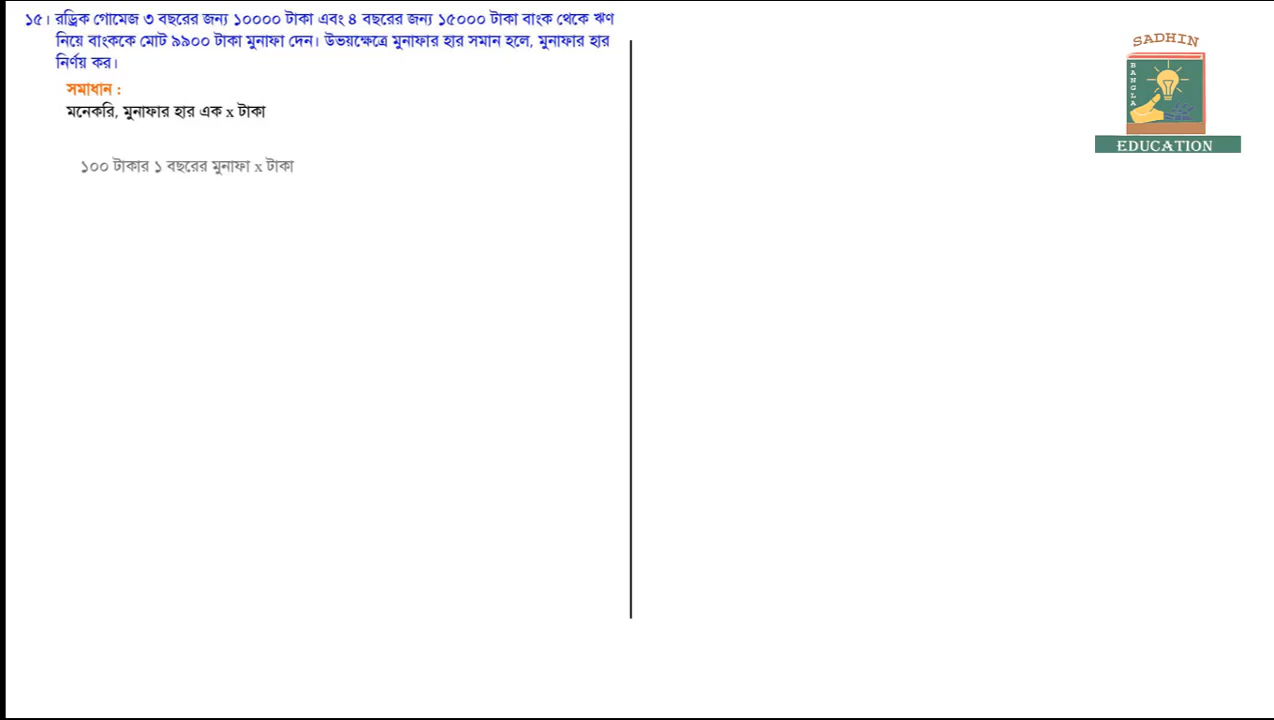 ১৫। রড্রিক গোমেজ ৩ বছরের জন্য ১০০০০ টাকা এবং ৪ বছরের জন্য ১৫০০০ টাকা বাংক থেকে ঋণ
নিয়ে বাংককে মোট ৯৯০০ টাকা মুনাফা দেন। উভয়ক্ষেত্রে মুনাফার হার সমান হলে, মুনাফার হার
নির্ণয় কর।
সমাধান :
মনেকরি, মুনাফার হার এক x টাকা
১০০ টাকার ১ বছরের মুনাফা x টাকা
SADHIN
BANGLA
EDUCATION